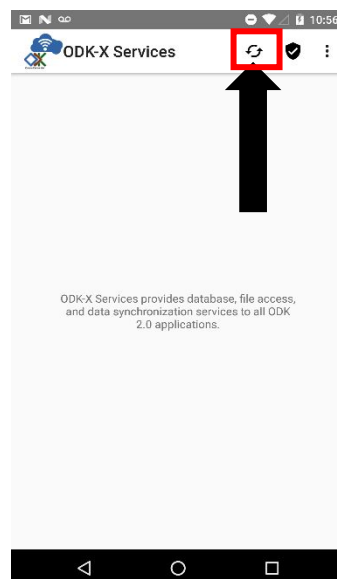 10:56
ODK-X Services
ODK-X Services provides database, file access,
and data synchronization services to all ODK
2.0 applications.